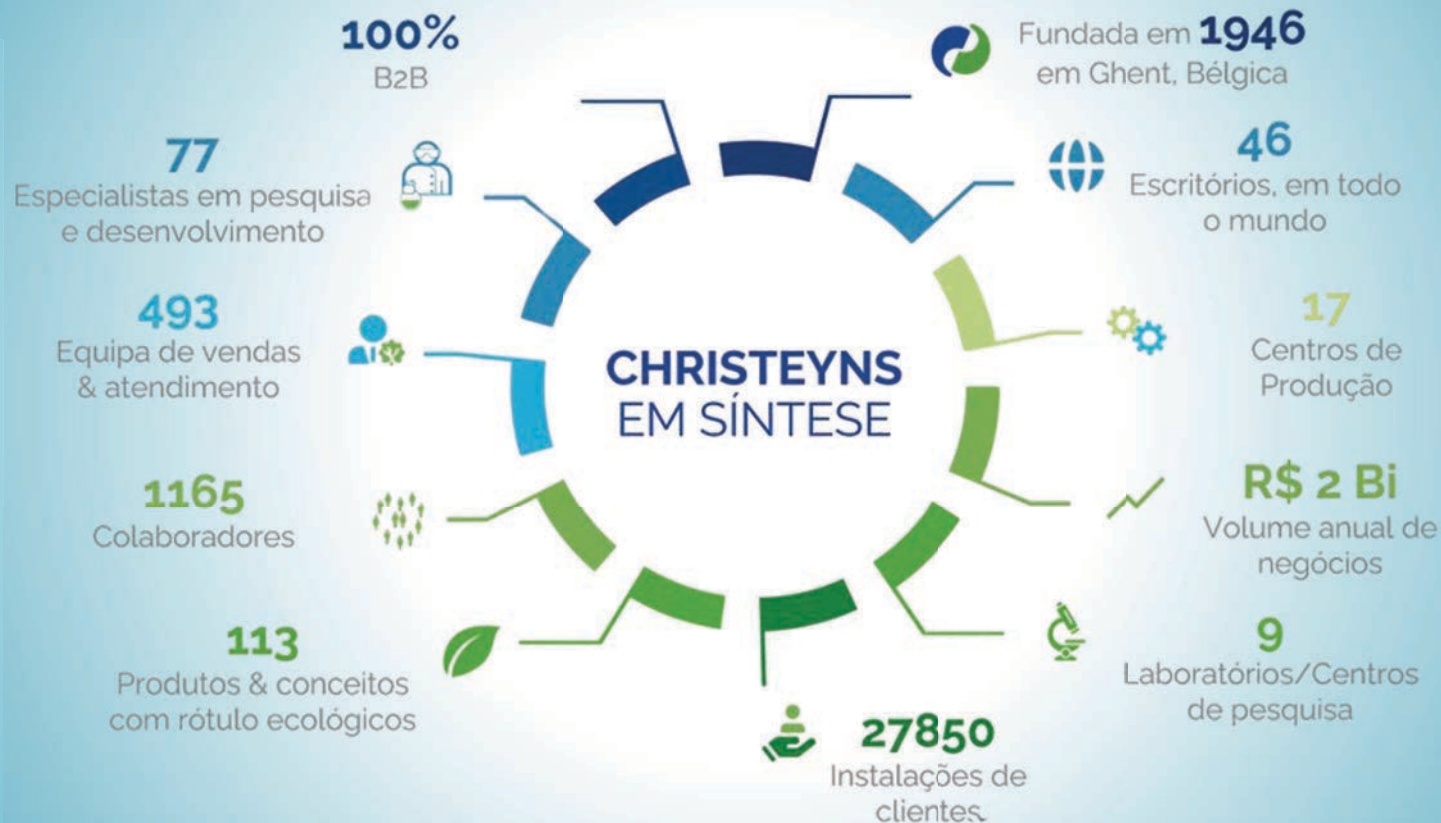 100%
B2B
Fundada em 1946
em Ghent, Bélgica
77
Especialistas em pesquisa
e desenvolvimento
46
Escritórios, em todo
o mundo
493
Equipa de vendas
& atendimento
17
Centros de
Produção
CHRISTEYNS
EM SÍNTESE
1165
Colaboradores
R$ 2 Bi
Volume anual de
negócios
113
Produtos & conceitos
com rótulo ecológicos
9
Laboratórios/Centros
de pesquisa
27850
Instalações de
clientes